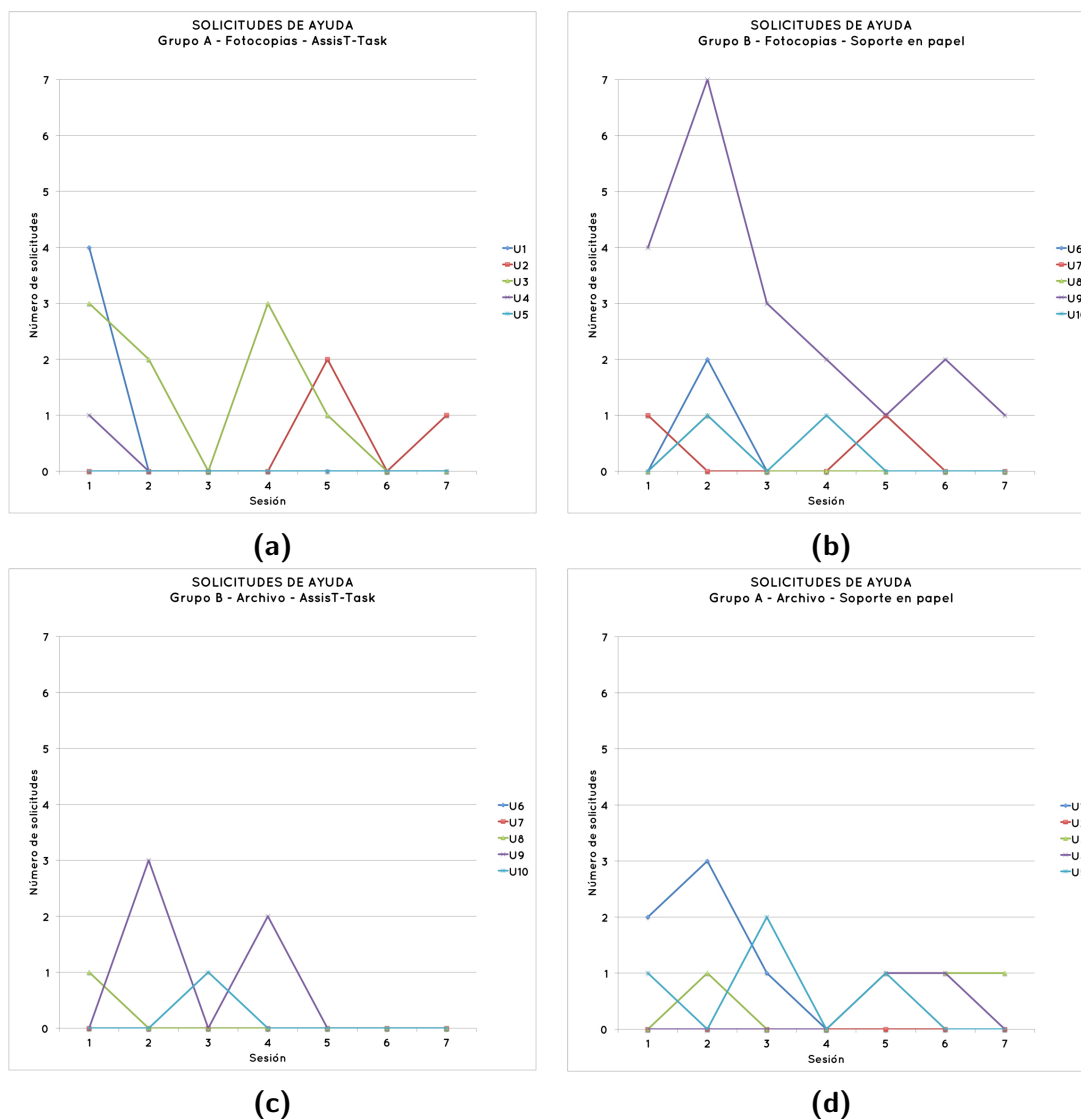 SOLICITUDES DE AYUDA
Grupo A - Fotocopias - AssisT-Task
Número de solicitudes
7
6
5
4
3
2
1
0
1 2 3 4 5 6 7
Sesión
U1
U2
U3
U4
U5
(a)
SOLICITUDES DE AYUDA
Grupo B - Fotocopias - Soporte en papel
Número de solicitudes
7
6
5
4
3
2
1
0
1 2 3 4 5 6 7
Sesión
U6
U7
U8
U9
U10
(b)
SOLICITUDES DE AYUDA
Grupo B - Archivo - AssisT-Task
Número de solicitudes
7
6
5
4
3
2
1
0
1 2 3 4 5 6 7
Sesión
U6
U7
U8
U9
U10
(c)
SOLICITUDES DE AYUDA
Grupo A - Archivo - Soporte en papel
Número de solicitudes
7
6
5
4
3
2
1
0
1 2 3 4 5 6 7
Sesión
(d)